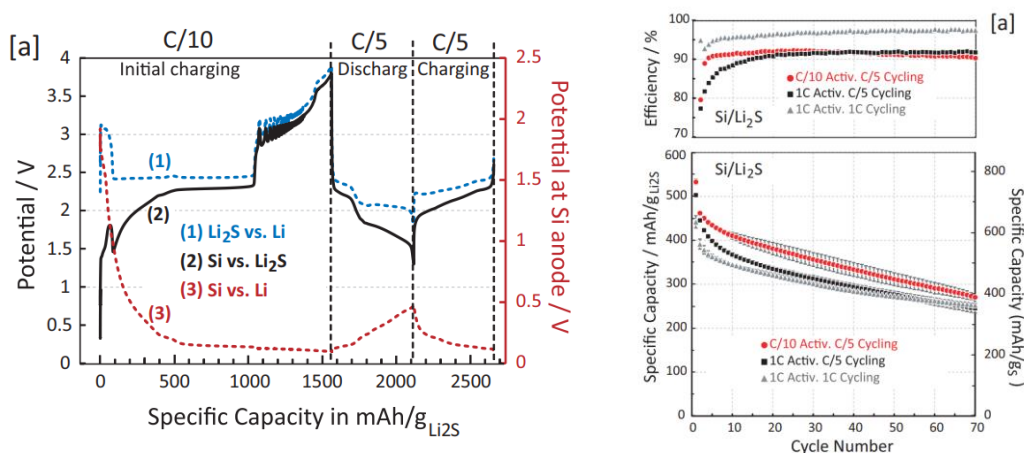 [a]
C/10
C/5
C/5
Initial charging
Discharg
Charging
Potential / V
4
3.5
3
2.5
2
1.5
1
0.5
0
(1)
(2)
(3)
(1) Li2S vs. Li
(2) Si vs. Li2S
(3) Si vs. Li
2.5
2.0
1.5
1.0
0.5
0
Potential at Si anode / V
0
500
1000
1500
2000
2500
Specific Capacity in mAh/gLi2S
[a]
Efficiency / %
100
90
80
70
C/10 Activ. C/5 Cycling
1C Activ. C/5 Cycling
1C Activ. 1C Cycling
Si/Li2S
Specific Capacity / mAh/gLi2S
600
500
400
300
200
100
0
Si/Li2S
C/10 Activ. C/5 Cycling
1C Activ. C/5 Cycling
1C Activ. 1C Cycling
800
600
400
200
0
Specific Capacity (mAh/gS)
0
10
20
30
40
50
60
70
Cycle Number